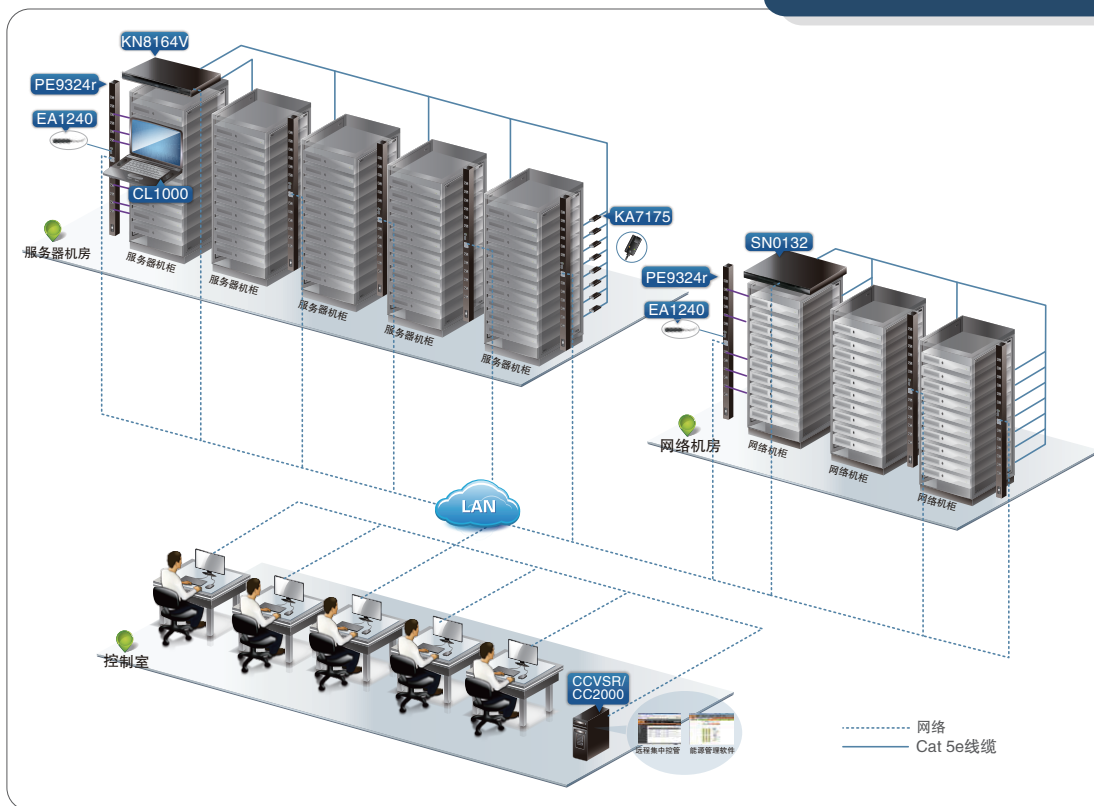 KN8164V
PE9324r
EA1240
CL1000
KA7175
服务器机房
服务器机柜
服务器机柜
服务器机柜
服务器机柜
服务器机柜
SN0132
PE9324r
EA1240
网络机房
网络机柜
网络机柜
网络机柜
LAN
控制室
CCVSR/
CC2000
远程集中控管
能源管理软件
网络
Cat 5e线缆